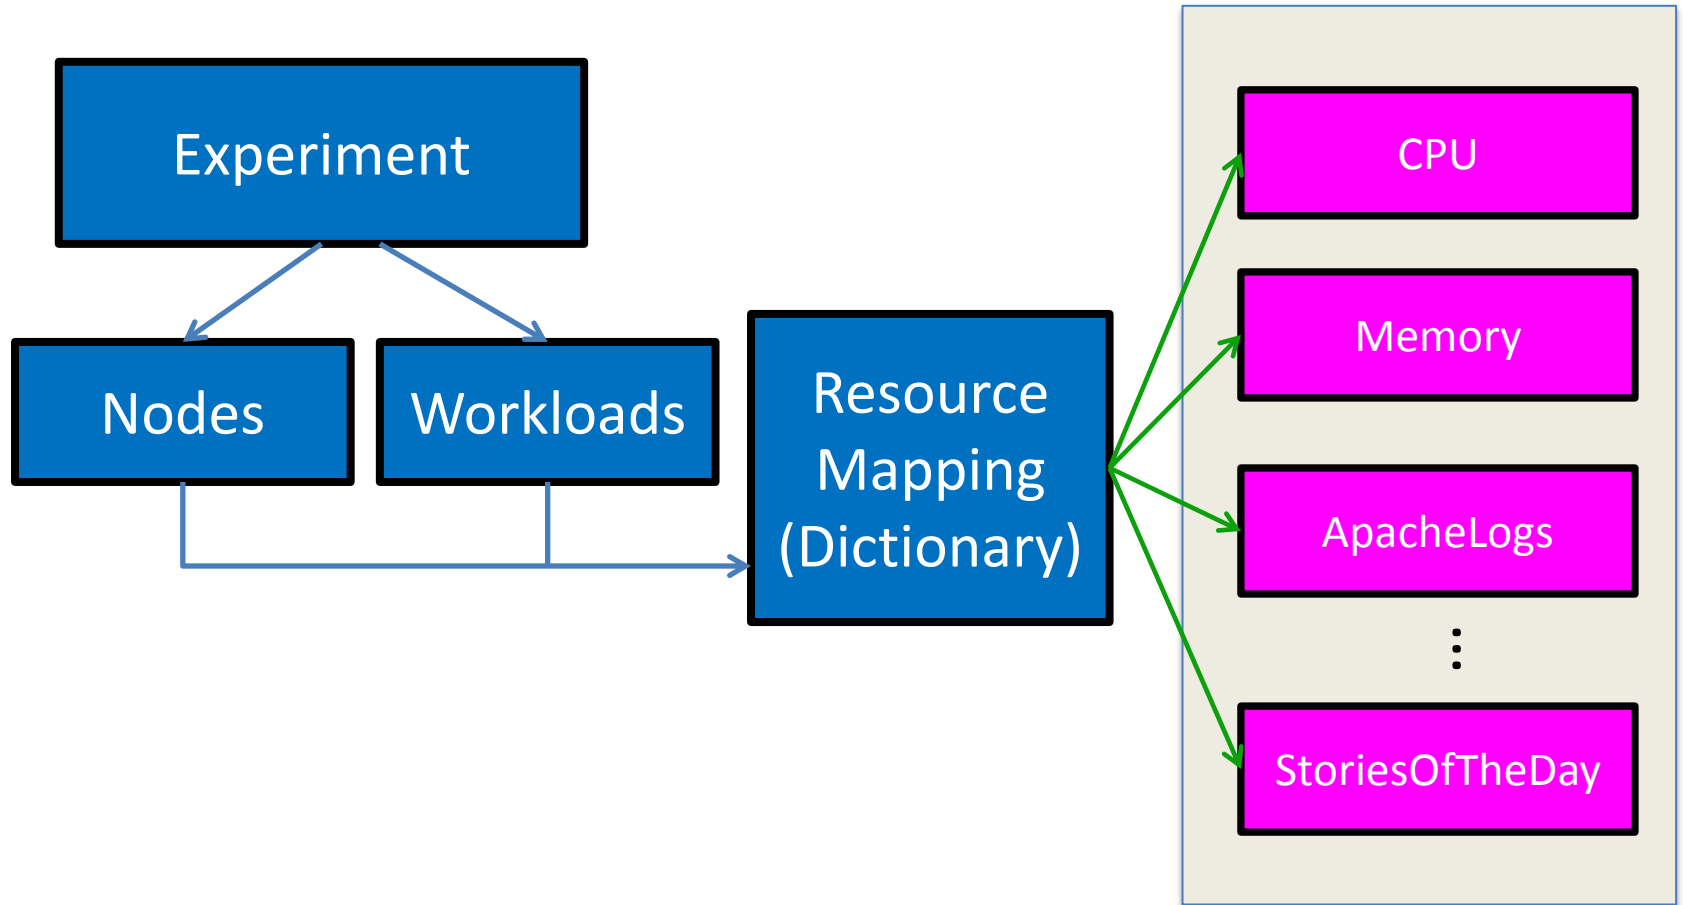 Experiment
Nodes
Workloads
Resource
Mapping
(Dictionary)
CPU
Memory
ApacheLogs
...
StoriesOfTheDay